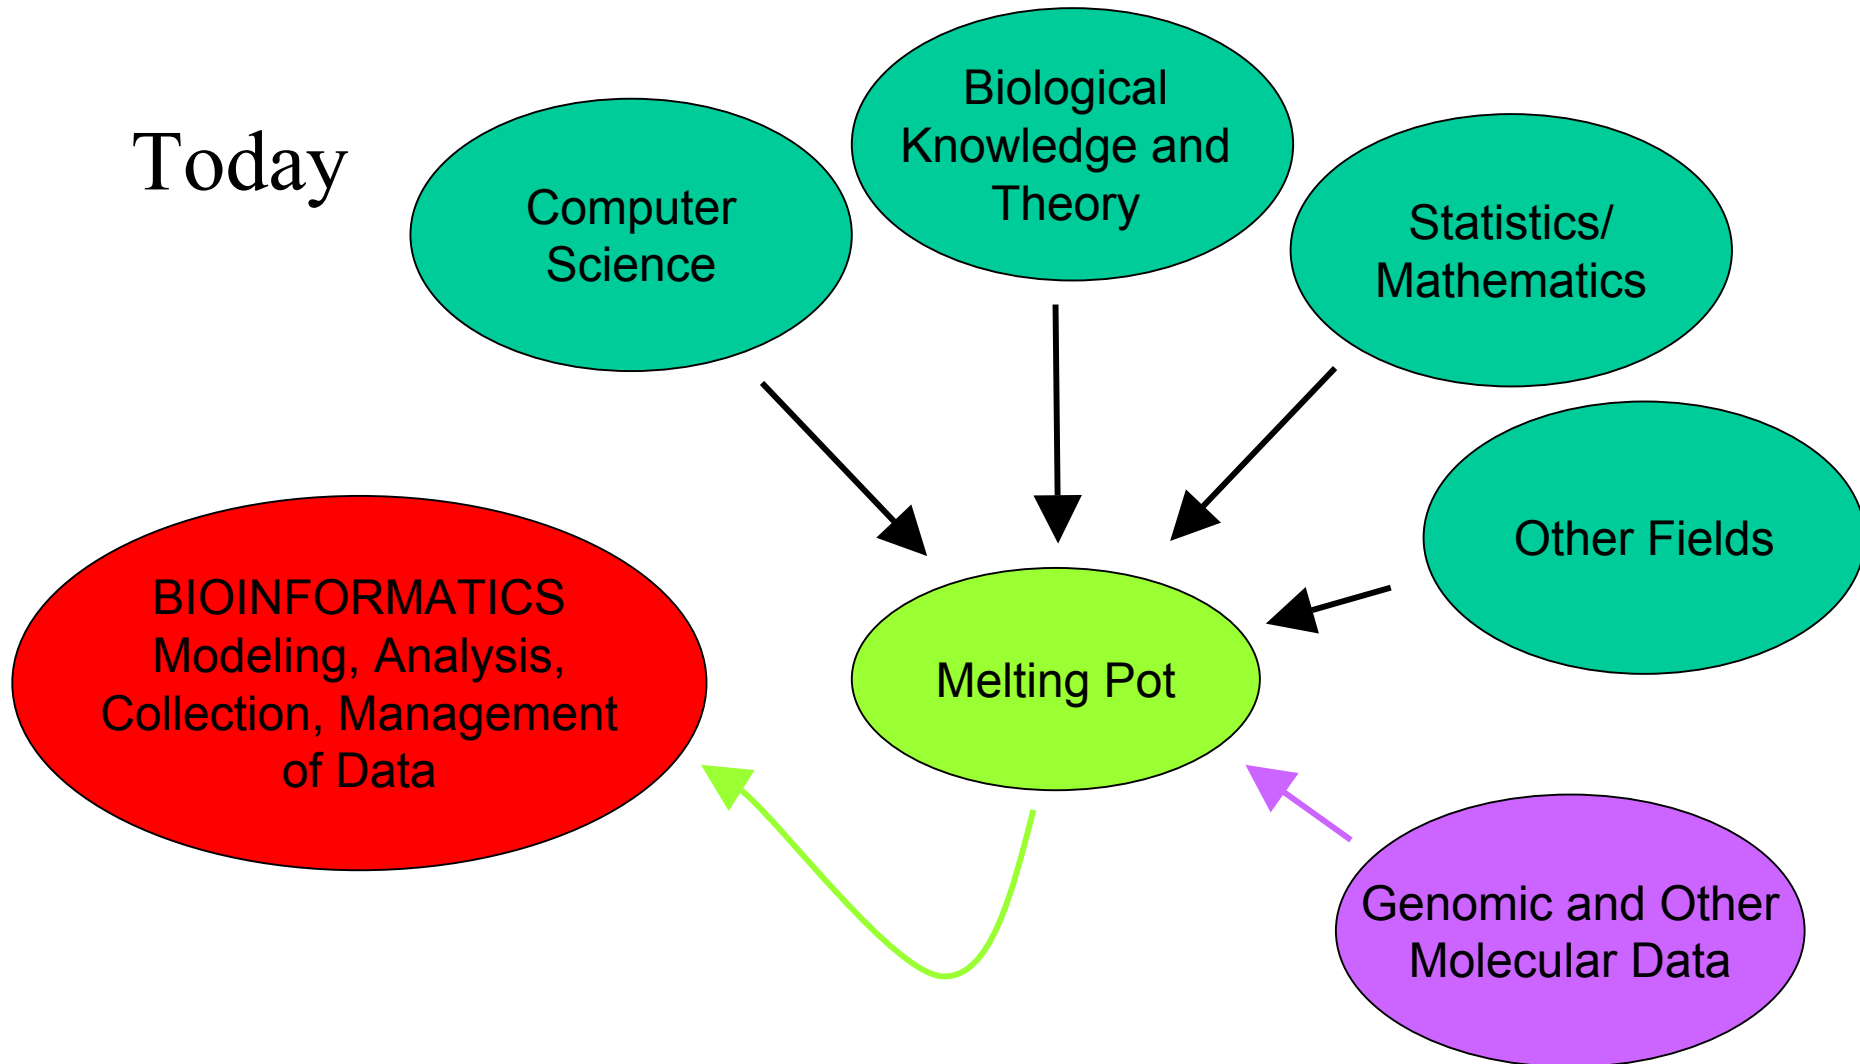 Today
Computer
Science
Biological
Knowledge and
Theory
Statistics/
Mathematics
Other Fields
BIOINFORMATICS
Modeling, Analysis,
Collection, Management
of Data
Melting Pot
Genomic and Other
Molecular Data